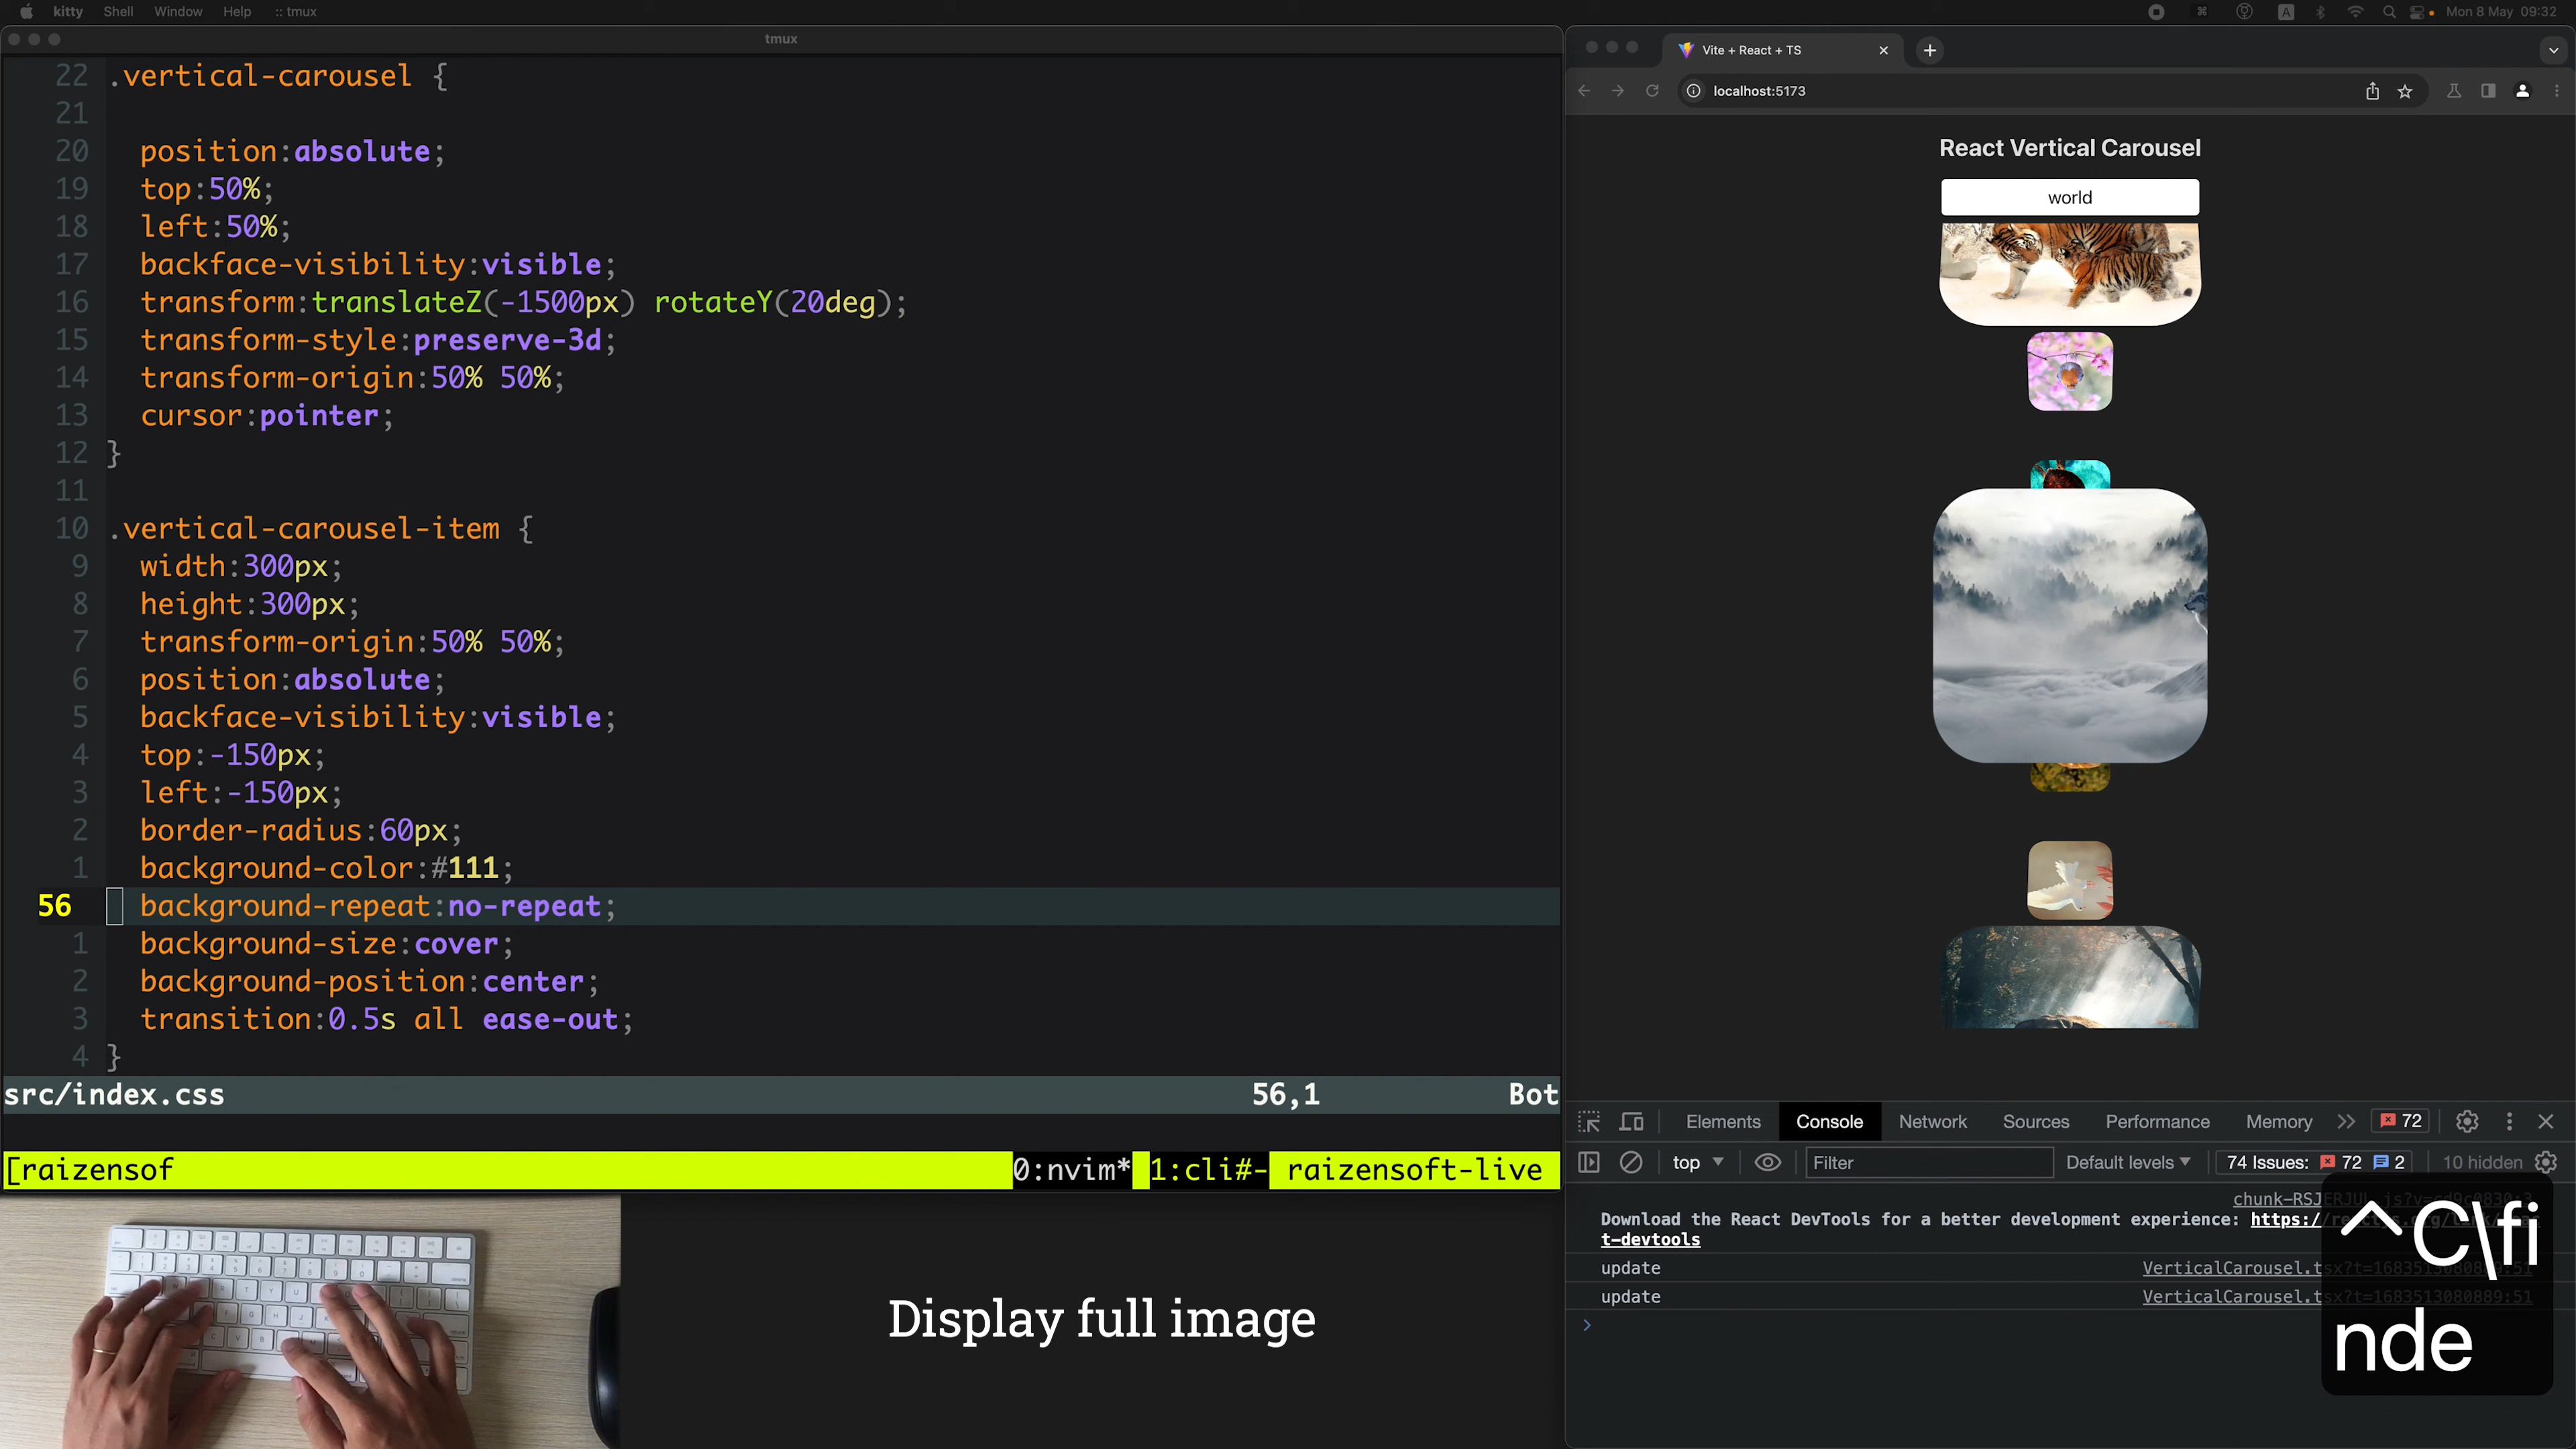 kitty Shell Window Help :: tmux
Mon 8 May 09:32
tmux
22 .vertical-carousel {
21
20 position:absolute;
19 top:50%;
18 left:50%;
17 backface-visibility:visible;
16 transform:translateZ(-1500px) rotateY(20deg);
15 transform-style:preserve-3d;
14 transform-origin:50% 50%;
13 cursor:pointer;
12 }
11
10 .vertical-carousel-item {
9 width:300px;
8 height:300px;
7 transform-origin:50% 50%;
6 position:absolute;
5 backface-visibility:visible;
4 top:-150px;
3 left:-150px;
2 border-radius:60px;
1 background-color:#111;
56 background-repeat:no-repeat;
1 background-size:cover;
2 background-position:center;
3 transition:0.5s all ease-out;
4 }
src/index.css 56,1 Bot
[raizensof 0:nvim* 1:cli#- raizensoft-live
Display full image
Vite + React + TS
localhost:5173
React Vertical Carousel
world
Elements Console Network Sources Performance Memory 72
top Filter Default levels 74 Issues: 72 2 10 hidden
Download the React DevTools for a better development experience: https://
t-devtools
update VerticalCarousel.tsx?t=1683513080889:51
update VerticalCarousel.tsx?t=1683513080889:51
^C\fi
nde